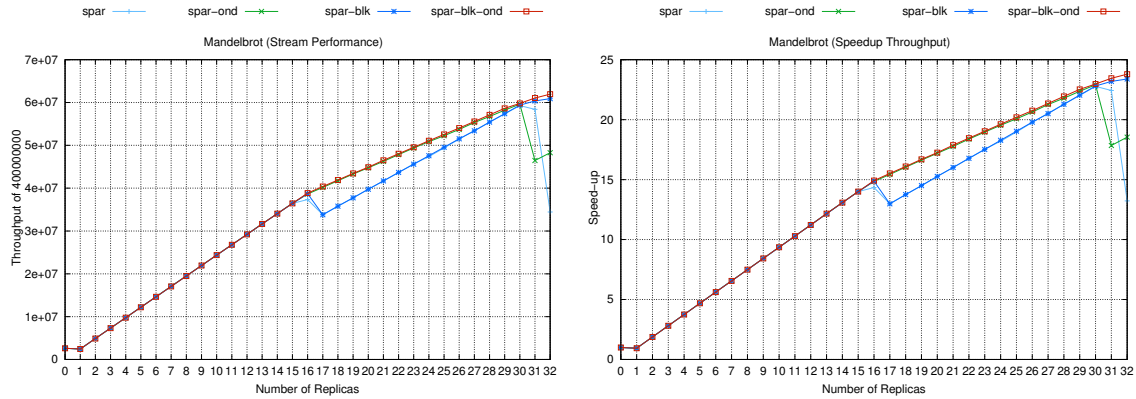 spar spar-ond spar-blk spar-blk-ond
Mandelbrot (Stream Performance)
7e+07
6e+07
5e+07
4e+07
3e+07
2e+07
1e+07
0
Throughput of 400000000
0 1 2 3 4 5 6 7 8 9 10 11 12 13 14 15 16 17 18 19 20 21 22 23 24 25 26 27 28 29 30 31 32
Number of Replicas
spar spar-ond spar-blk spar-blk-ond
Mandelbrot (Speedup Throughput)
25
20
15
10
5
0
Speed-up
0 1 2 3 4 5 6 7 8 9 10 11 12 13 14 15 16 17 18 19 20 21 22 23 24 25 26 27 28 29 30 31 32
Number of Replicas